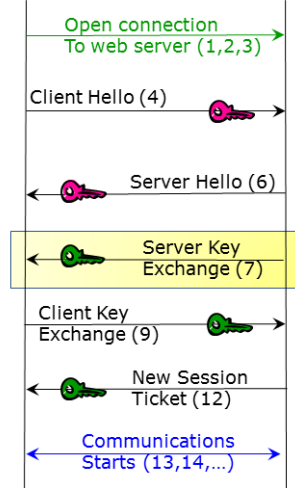 Open connection
To web server (1,2,3)
Client Hello (4)
Server Hello (6)
Server Key
Exchange (7)
Client Key
Exchange (9)
New Session
Ticket (12)
Communications
Starts (13,14,…)